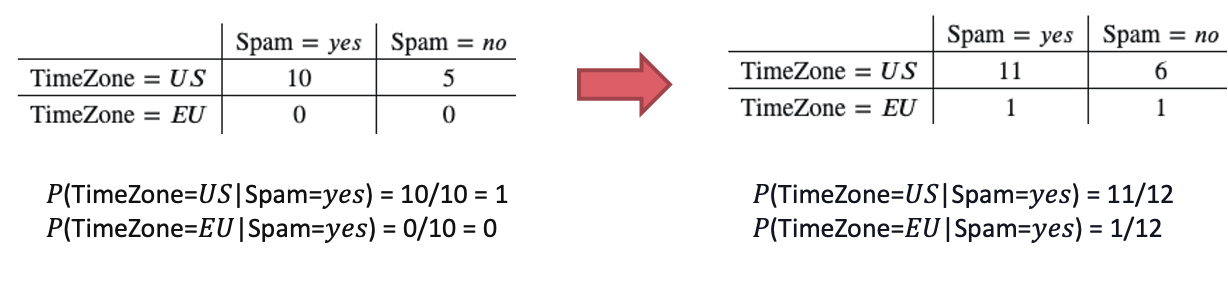 Spam = yes Spam = no
TimeZone = US 10 5
TimeZone = EU 0 0
P(TimeZone=US|Spam=yes) = 10/10 = 1
P(TimeZone=EU|Spam=yes) = 0/10 = 0
Spam = yes Spam = no
TimeZone = US 11 6
TimeZone = EU 1 1
P(TimeZone=US|Spam=yes) = 11/12
P(TimeZone=EU|Spam=yes) = 1/12